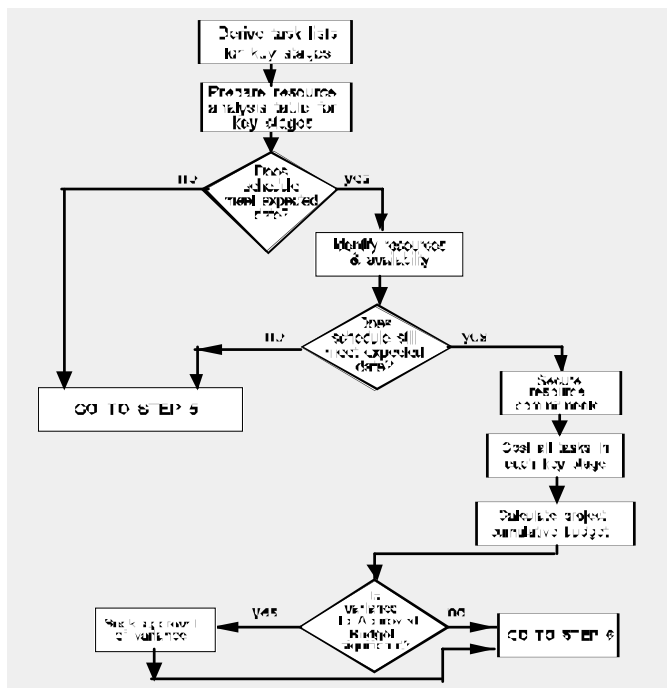 Derive task lists
for key stages
Prepare resource
analysis table for
key stages
no
yes
Does
schedule
meet expected
date?
Identify resources
& availability
no
yes
Does
schedule still
meet expected
date?
GO TO STEP 5
Secure
resource
commitments
Cost all tasks in
each key stage
Calculate project
cumulative budget
yes
no
Is
variance
to Approved
Budget
significant?
Seek approval
of variance
GO TO STEP